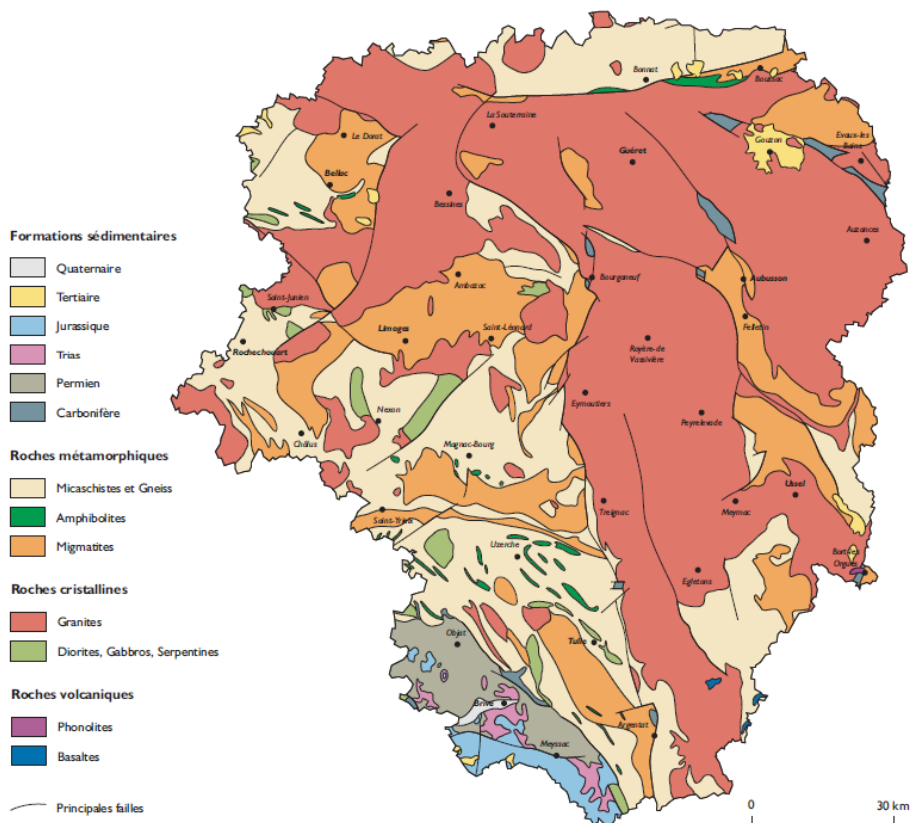 Formations sédimentaires
Quaternaire
Tertiaire
Jurassique
Trias
Permien
Carbonifère
Roches métamorphiques
Micaschistes et Gneiss
Amphibolites
Migmatites
Roches cristallines
Granites
Diorites, Gabbros, Serpentines
Roches volcaniques
Phonolites
Basaltes
Principales failles
Bonnat
Boussac
La Souterraine
Le Dorat
Guéret
Gouzon
Evaux-les
Bains
Bellac
Bessines
Auzances
Ambazac
Bourganeuf
Aubusson
Saint-Junien
Limoges
Saint-Léonard
Felletin
Rochechouart
Royère-de
Vassivière
Eymoutiers
Nexon
Peyrelevade
Châlus
Magnac-Bourg
Ussel
Saint-Yrieix
Treignac
Meymac
Uzerche
Bort-les
Orgues
Egletons
Objat
Tulle
Brive
Argentat
Meyssac
0 30 km